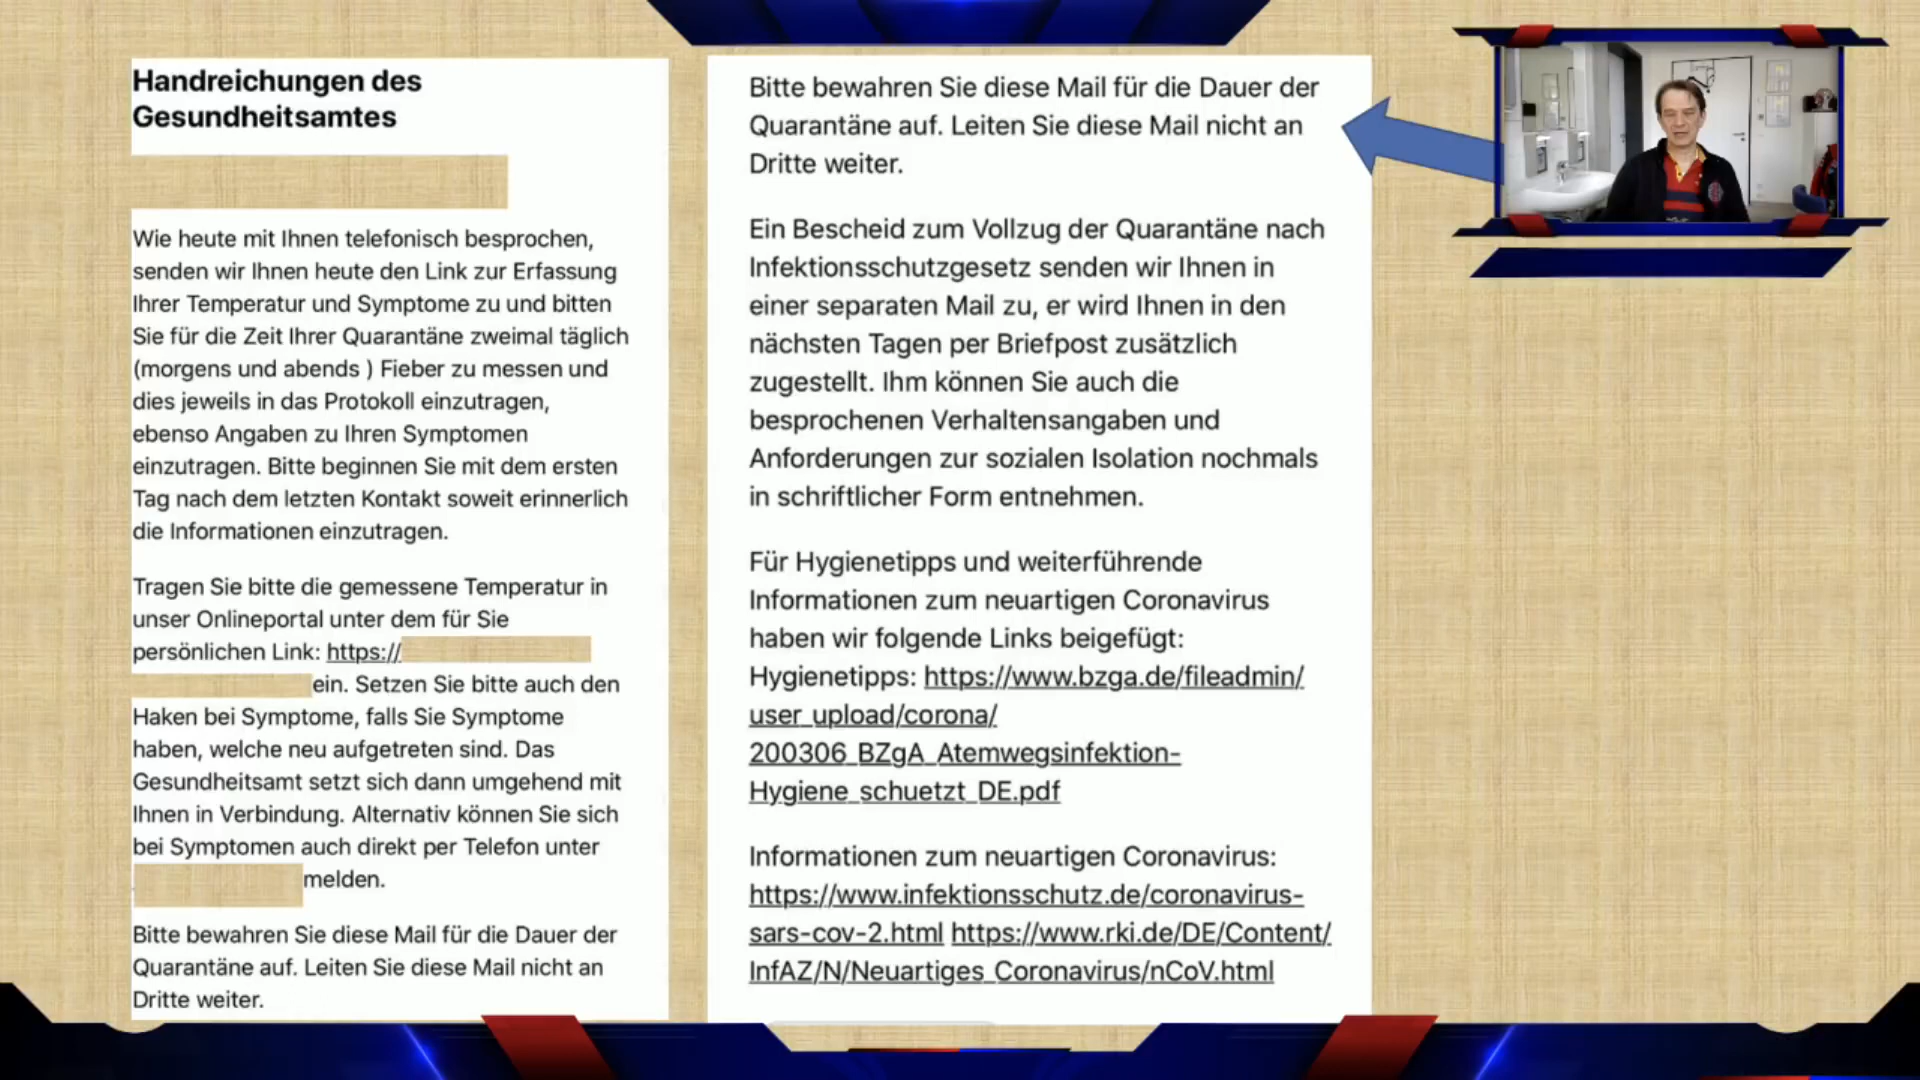 Handreichungen des
Gesundheitsamtes
Wie heute mit Ihnen telefonisch besprochen,
senden wir Ihnen heute den Link zur Erfassung
Ihrer Temperatur und Symptome zu und bitten
Sie für die Zeit Ihrer Quarantäne zweimal täglich
(morgens und abends ) Fieber zu messen und
dies jeweils in das Protokoll einzutragen,
ebenso Angaben zu Ihren Symptomen
einzutragen. Bitte beginnen Sie mit dem ersten
Tag nach dem letzten Kontakt soweit erinnerlich
die Informationen einzutragen.
Tragen Sie bitte die gemessene Temperatur in
unser Onlineportal unter dem für Sie
persönlichen Link: https://
ein. Setzen Sie bitte auch den
Haken bei Symptome, falls Sie Symptome
haben, welche neu aufgetreten sind. Das
Gesundheitsamt setzt sich dann umgehend mit
Ihnen in Verbindung. Alternativ können Sie sich
bei Symptomen auch direkt per Telefon unter
melden.
Bitte bewahren Sie diese Mail für die Dauer der
Quarantäne auf. Leiten Sie diese Mail nicht an
Dritte weiter.
Bitte bewahren Sie diese Mail für die Dauer der
Quarantäne auf. Leiten Sie diese Mail nicht an
Dritte weiter.
Ein Bescheid zum Vollzug der Quarantäne nach
Infektionsschutzgesetz senden wir Ihnen in
einer separaten Mail zu, er wird Ihnen in den
nächsten Tagen per Briefpost zusätzlich
zugestellt. Ihm können Sie auch die
besprochenen Verhaltensangaben und
Anforderungen zur sozialen Isolation nochmals
in schriftlicher Form entnehmen.
Für Hygienetipps und weiterführende
Informationen zum neuartigen Coronavirus
haben wir folgende Links beigefügt:
Hygienetipps: https://www.bzga.de/fileadmin/
user_upload/corona/
200306_BZgA_Atemwegsinfektion-
Hygiene_schuetzt_DE.pdf
Informationen zum neuartigen Coronavirus:
https://www.infektionsschutz.de/coronavirus-
sars-cov-2.html https://www.rki.de/DE/Content/
InfAZ/N/Neuartiges_Coronavirus/nCoV.html